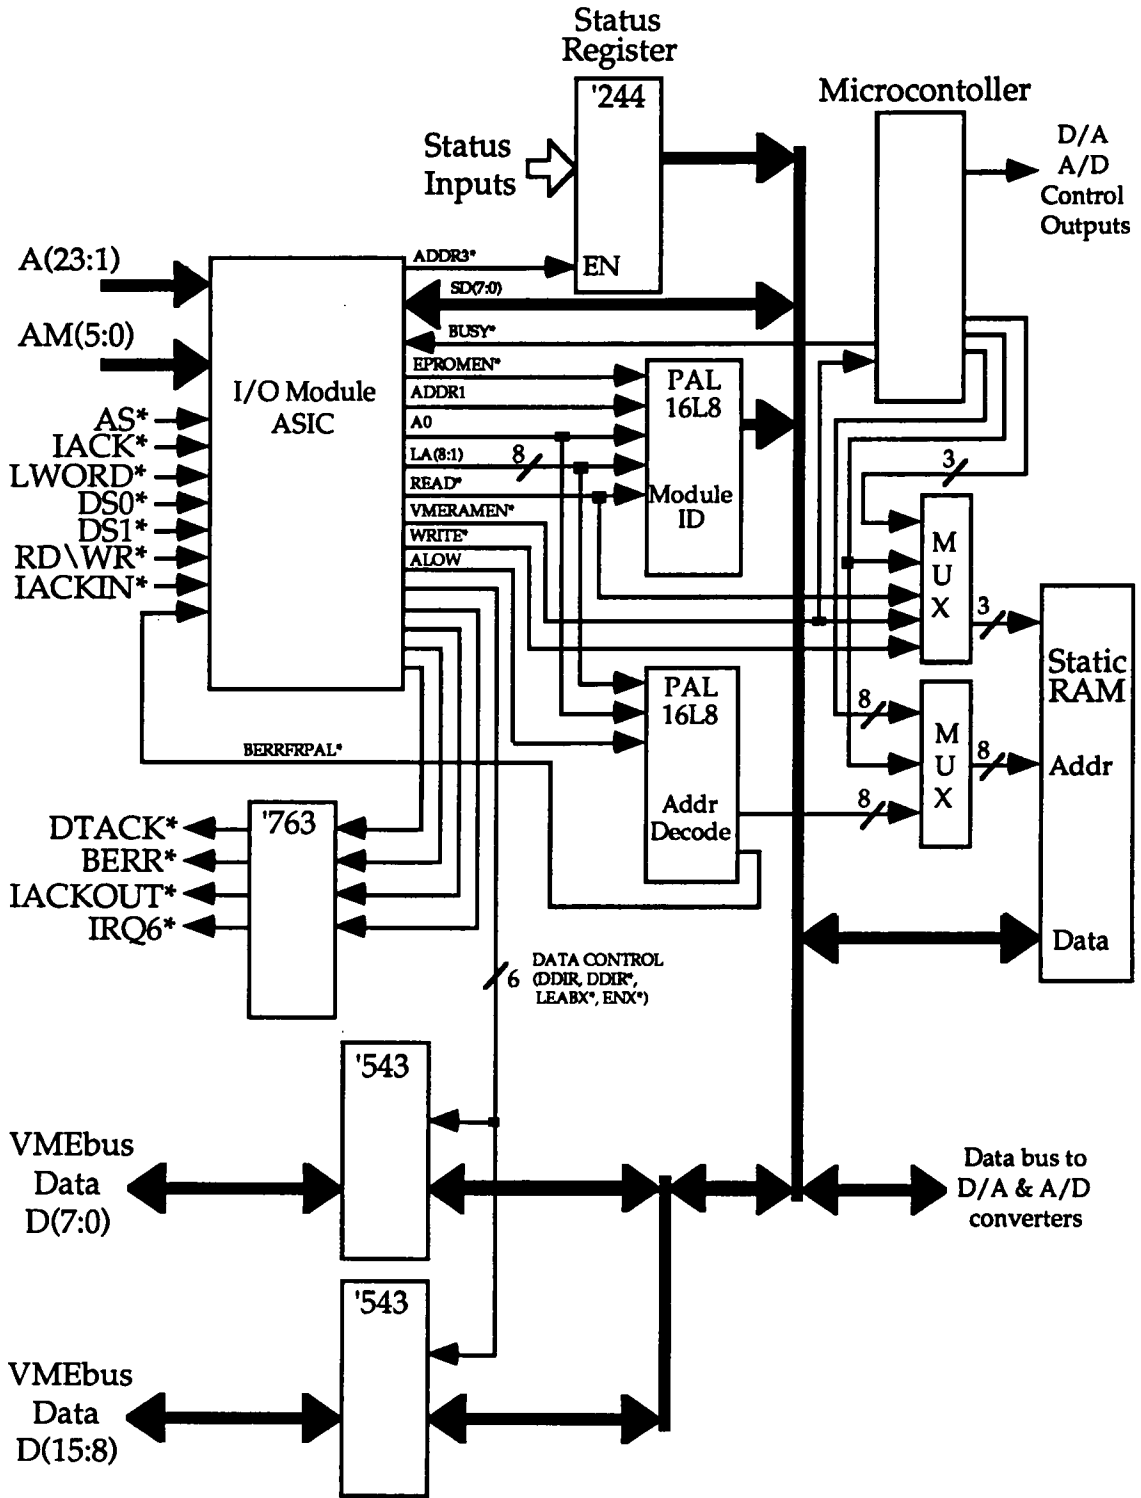 Status
Register
'244
Microcontoller
Status
Inputs
D/A
A/D
Control
Outputs
EN
A(23:1)
AM(5:0)
AS*
IACK*
LWORD*
DS0*
DS1*
RD\WR*
IACKIN*
I/O Module
ASIC
ADDR3*
SD(7:0)
BUSY*
EPROMEN*
ADDR1
A0
LA(8:1)
8
READ*
VMERAMEN*
WRITE*
ALOW
PAL
16L8
Module
ID
3
M
U
X
3
Static
RAM
Addr
Data
PAL
16L8
Addr
Decode
8
8
M
U
X
8
BERRFRPAL*
'763
DTACK*
BERR*
IACKOUT*
IRQ6*
6
DATA CONTROL
(DDIR, DDIR*,
LEABX*, ENX*)
'543
VMEbus
Data
D(7:0)
Data bus to
D/A & A/D
converters
'543
VMEbus
Data
D(15:8)